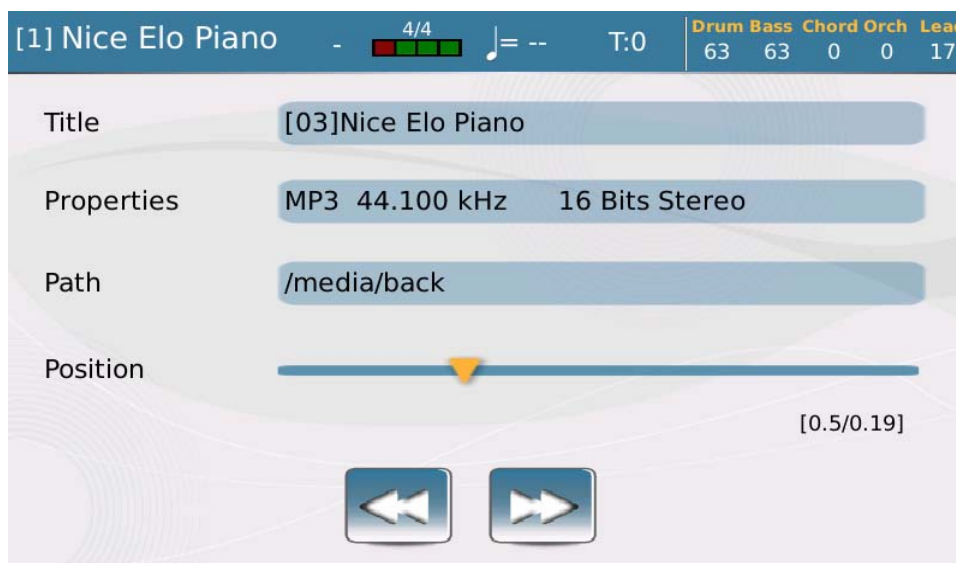 [1] Nice Elo Piano - 4/4 ♩= -- T:0 Drum Bass Chord Orch
63 63 0 0 17
Title [03]Nice Elo Piano
Properties MP3 44.100 kHz 16 Bits Stereo
Path /media/back
Position
[0.5/0.19]